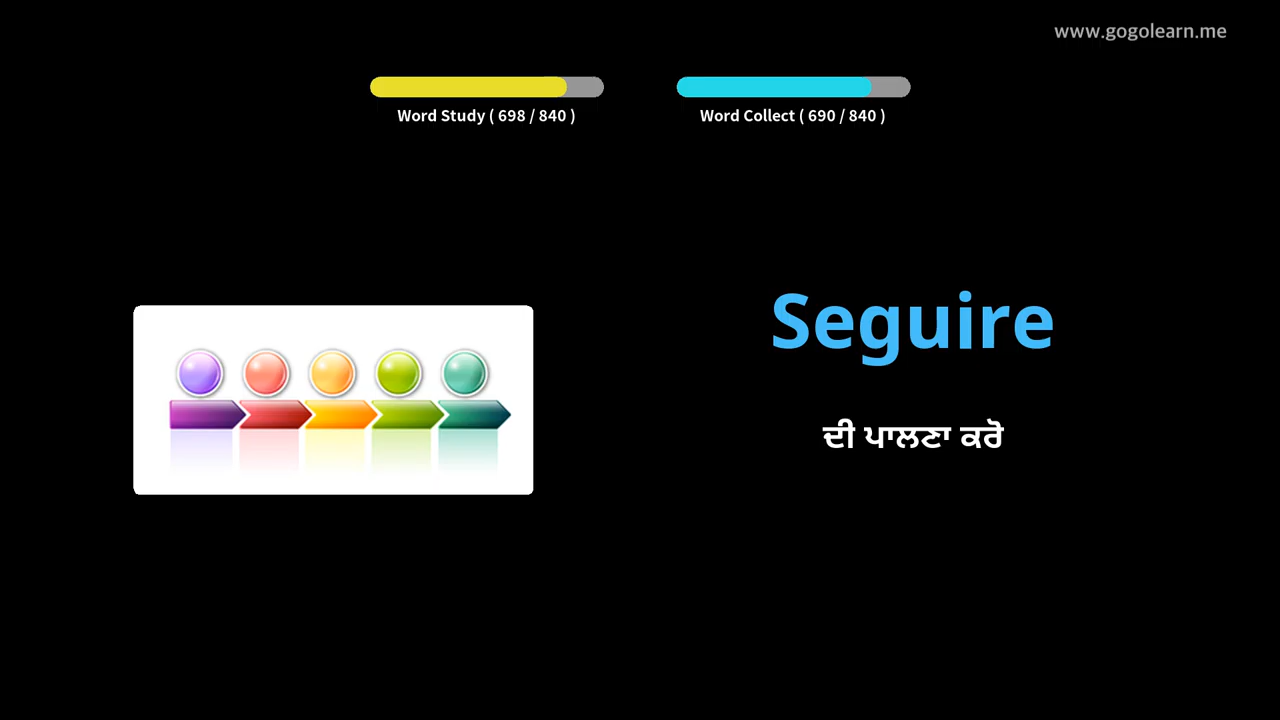 www.gogolearn.me
Word Study ( 698 / 840 )
Word Collect ( 690 / 840 )
Seguire
ਦੀ ਪਾਲਣਾ ਕਰੋ